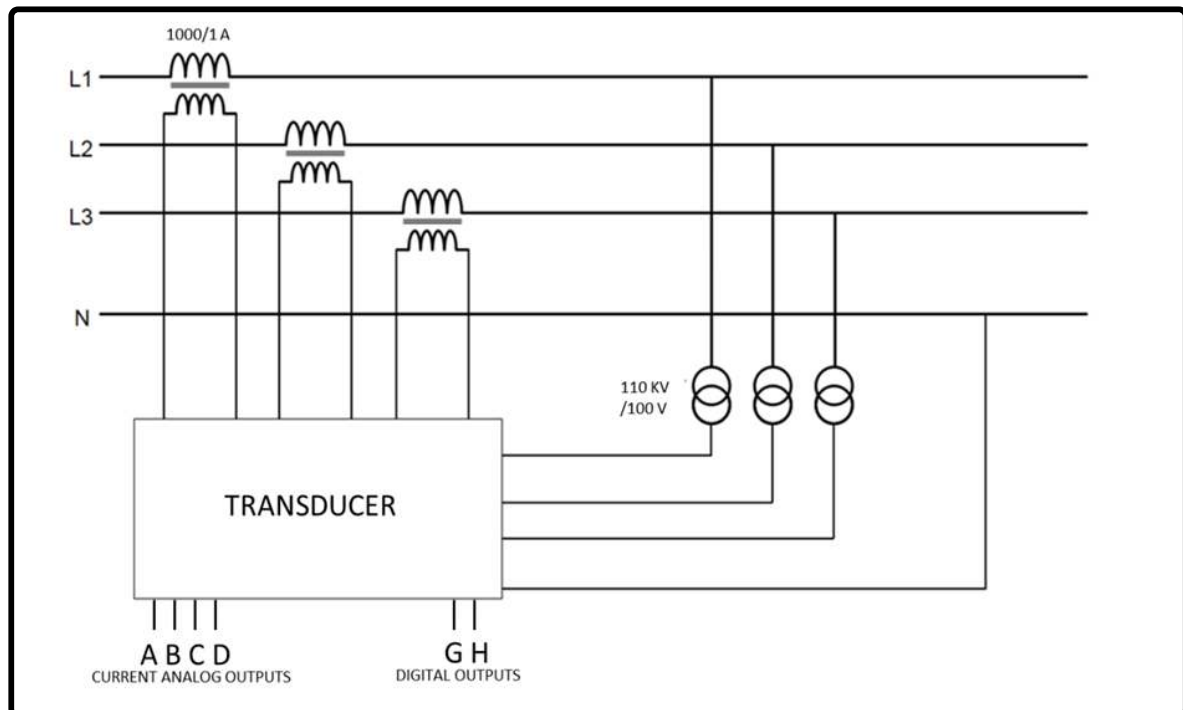 1000/1 A
L1
L2
L3
N
110 KV
/100 V
TRANSDUCER
A B C D
G H
CURRENT ANALOG OUTPUTS
DIGITAL OUTPUTS